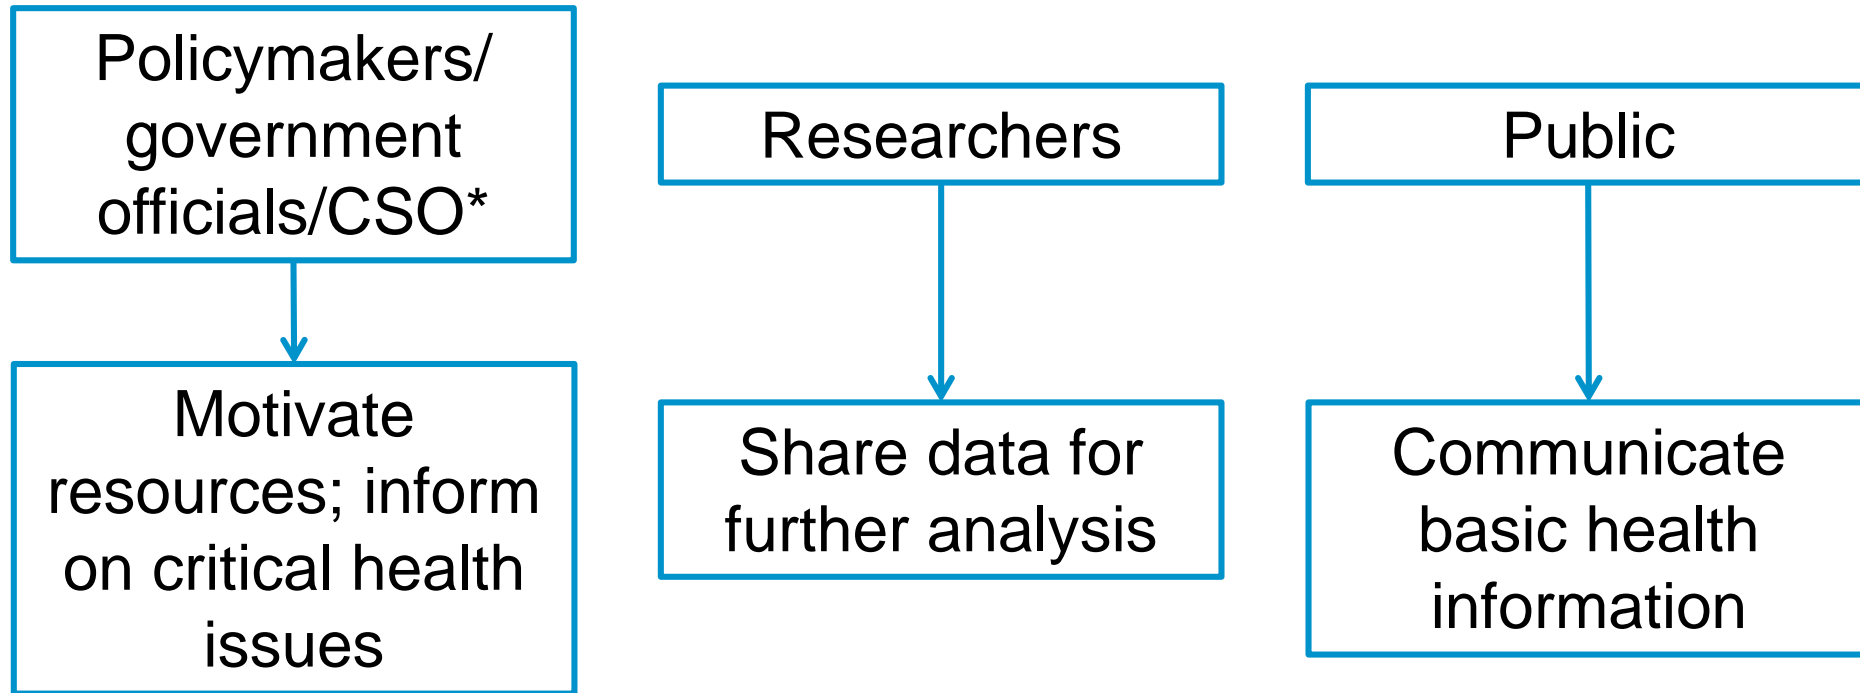 Policymakers/
government
officials/CSO*
Motivate
resources; inform
on critical health
issues
Researchers
Share data for
further analysis
Public
Communicate
basic health
information